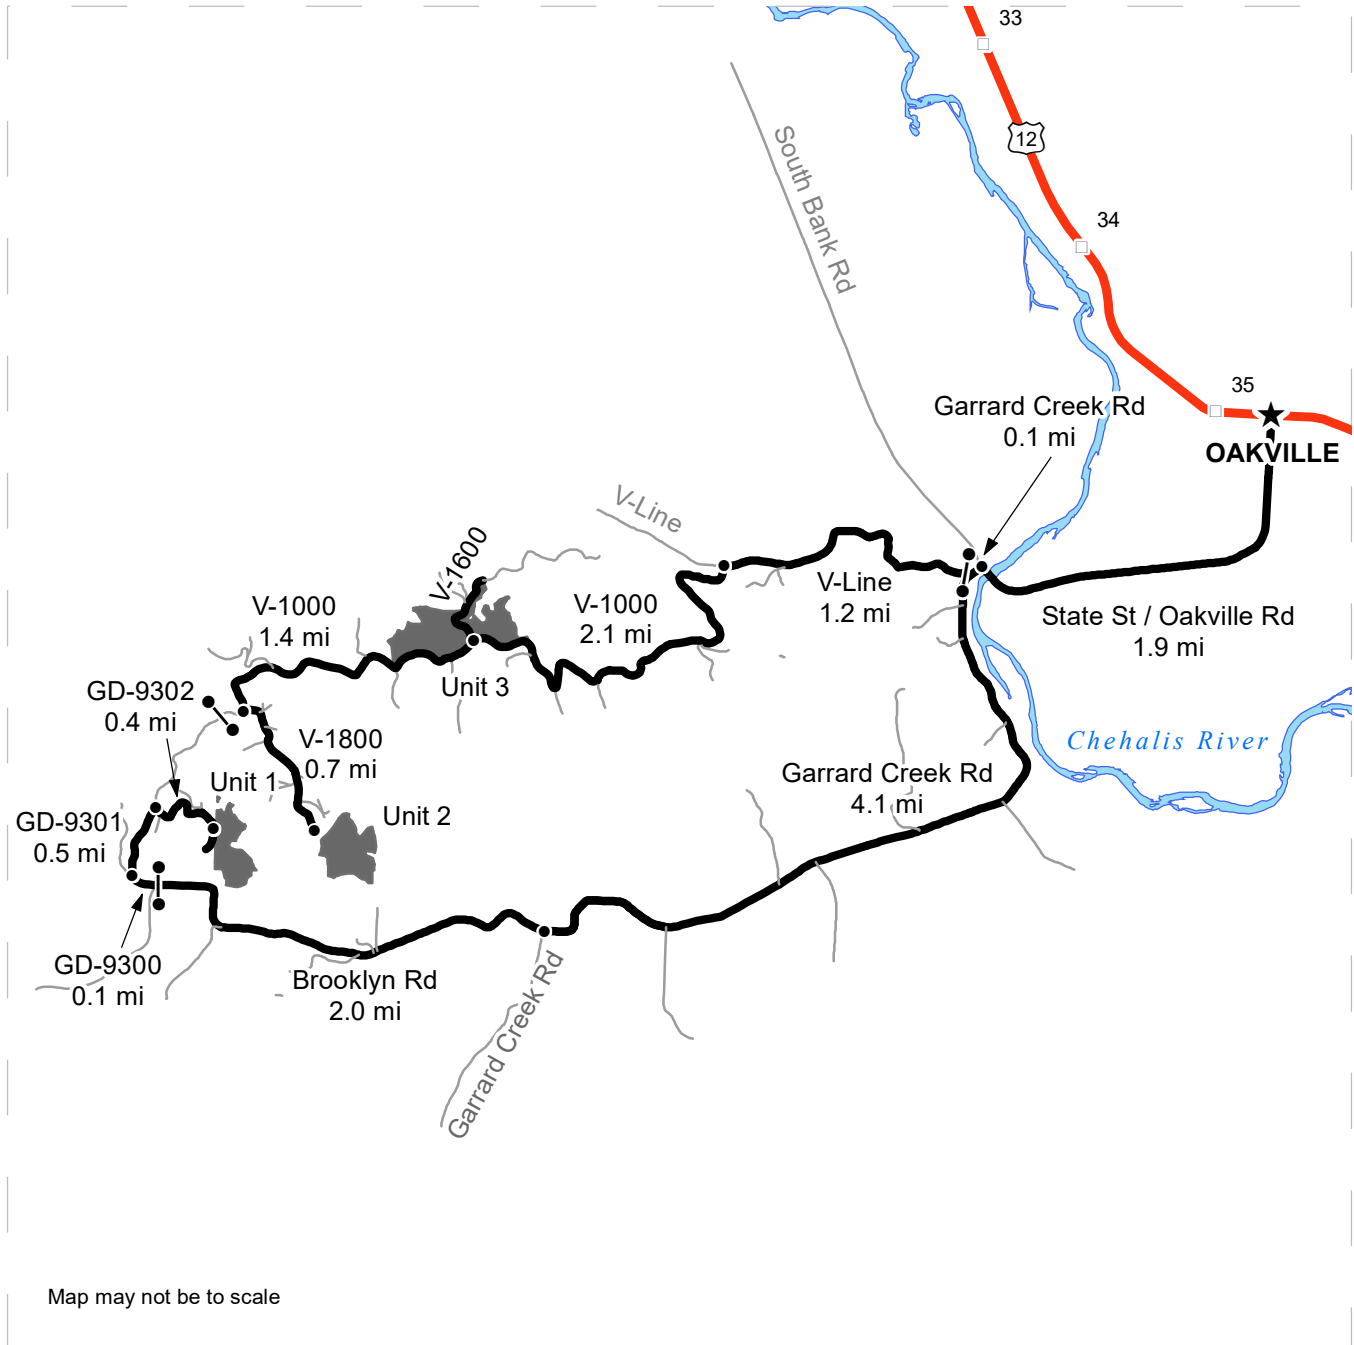 33
12
South Bank Rd
34
35
Garrard Creek Rd
0.1 mi
OAKVILLE
V-Line
V-1600
V-Line
1.2 mi
V-1000
2.1 mi
V-1000
1.4 mi
State St / Oakville Rd
1.9 mi
Unit 3
GD-9302
0.4 mi
V-1800
0.7 mi
Chehalis River
Garrard Creek Rd
4.1 mi
Unit 1
Unit 2
GD-9301
0.5 mi
GD-9300
0.1 mi
Brooklyn Rd
2.0 mi
Garrard Creek Rd
Map may not be to scale